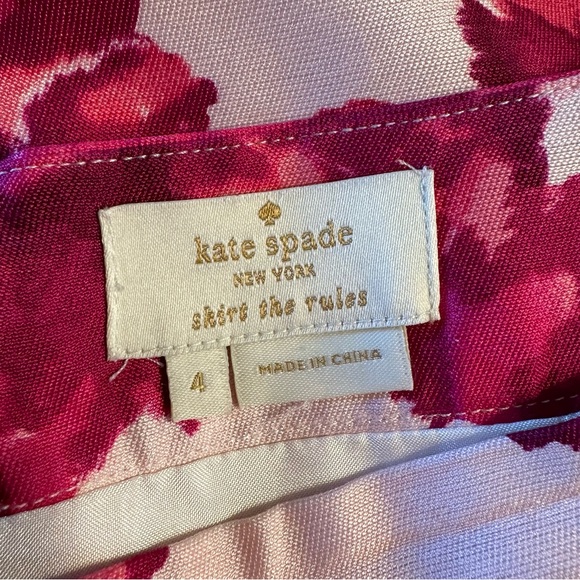 kate spade
NEW YORK
skirt the rules
4
MADE IN CHINA